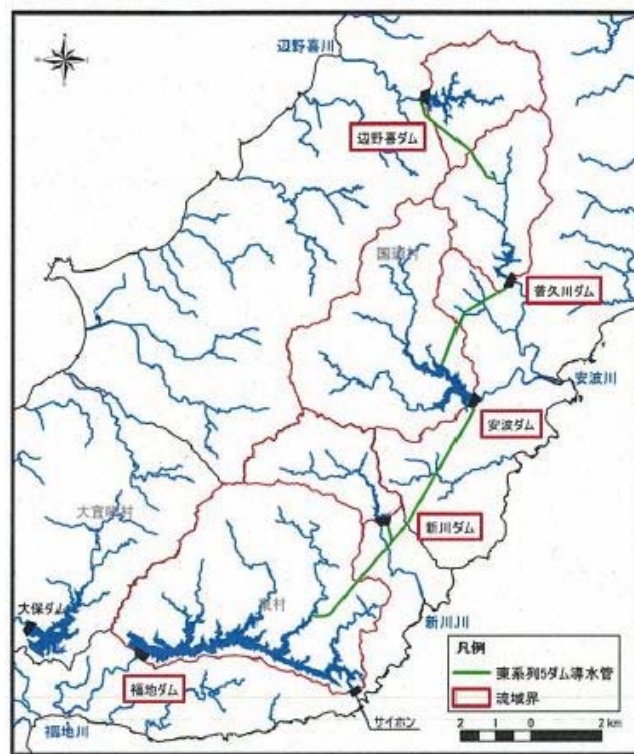 辺野喜川
辺野喜ダム
国頭村
普久川ダム
安波川
安波ダム
大宜味村
新川ダム
大保ダム
東村
新川川
凡例
東系列5ダム導水管
流域界
福地ダム
サイホン
福地川
2 1 0 2 km